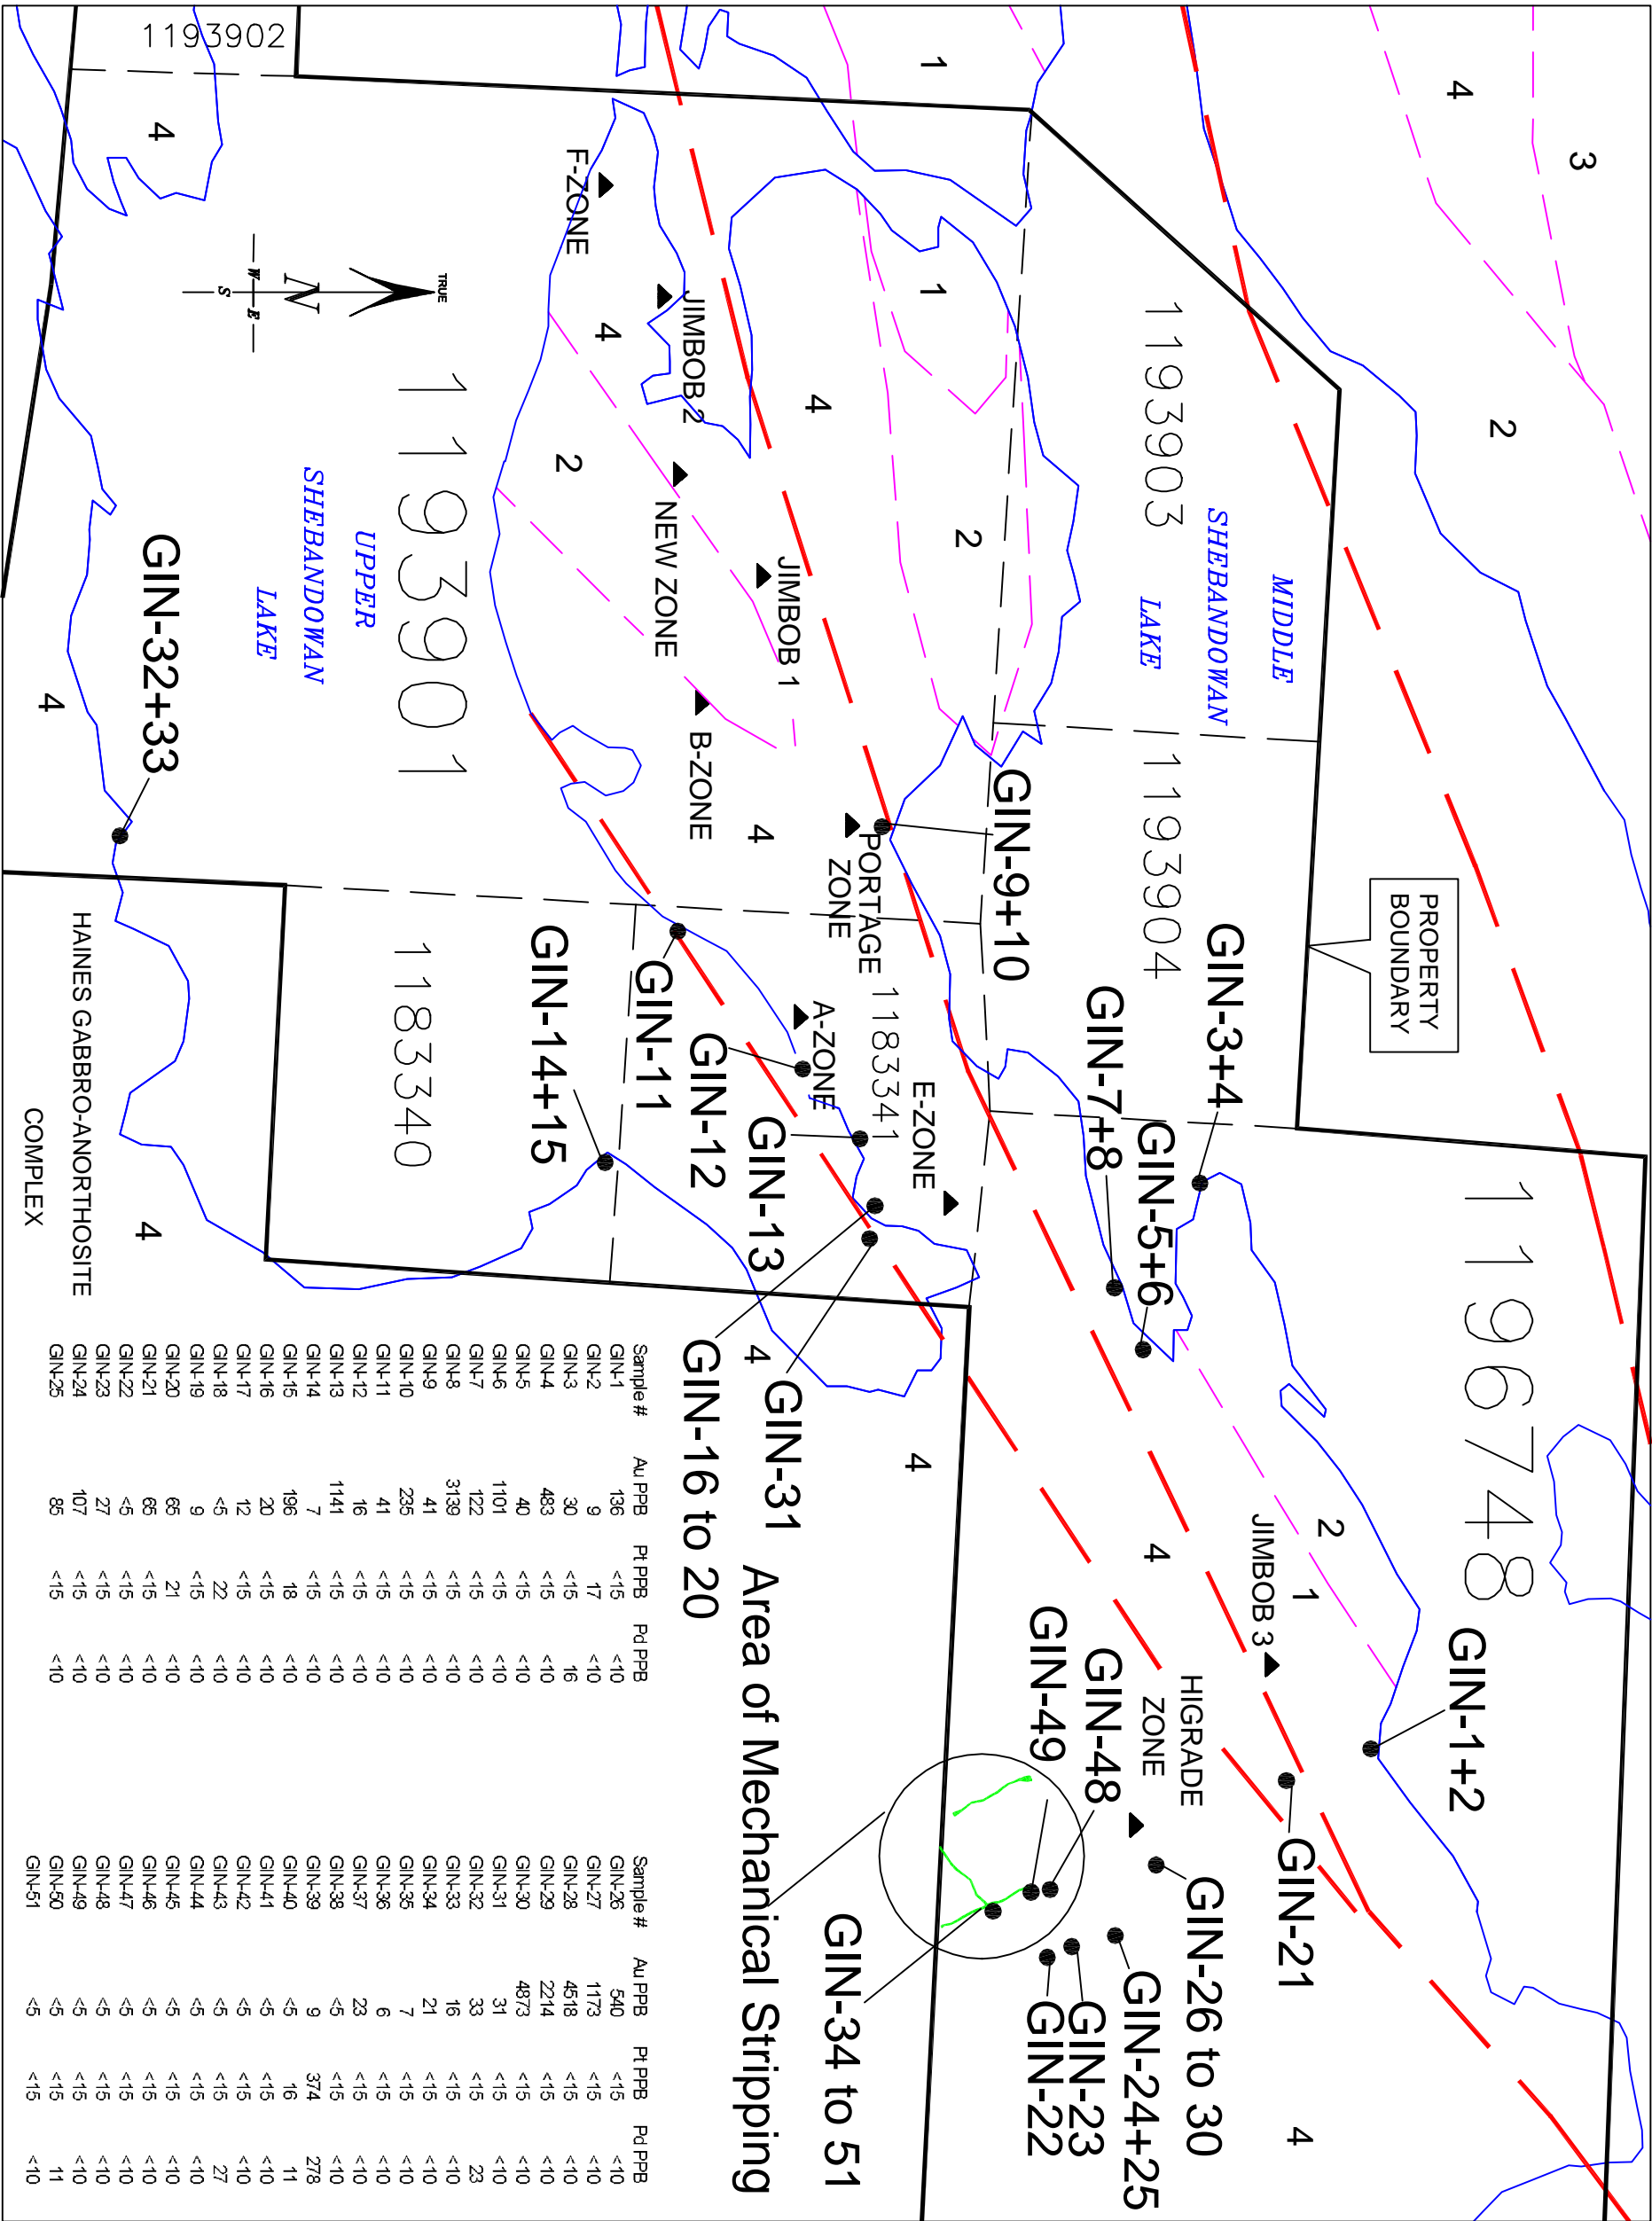 3
4
2
1
4
1
1193902
4
MIDDLE
SHEBANDOWAN
LAKE
1193903
1193904
PROPERTY
BOUNDARY
GIN-3+4
GIN-7+8
GIN-5+6
GIN-9+10
1196748
GIN-1+2
2
1
JIMBOB 3
4
HIGRADE
ZONE
GIN-21
4
GIN-26 to 30
GIN-24+25
GIN-23
GIN-22
GIN-48
GIN-49
GIN-34 to 51
Area of Mechanical Stripping
2
4
F-ZONE
JIMBOB 2
4
2
NEW ZONE
JIMBOB 1
B-ZONE
4
PORTAGE
ZONE
1183341
A-ZONE
E-ZONE
4
4
GIN-31
GIN-16 to 20
GIN-13
GIN-12
GIN-11
GIN-14+15
TRUE
N
W
E
S
1193901
UPPER
SHEBANDOWAN
LAKE
1183340
GIN-32+33
4
4
HAINES GABBRO-ANORTHOSITE
COMPLEX
Sample # Au PPB Pt PPB Pd PPB
GIN-1 136 <15 <10
GIN-2 9 17 <10
GIN-3 30 <15 16
GIN-4 483 <15 <10
GIN-5 40 <15 <10
GIN-6 1101 <15 <10
GIN-7 122 <15 <10
GIN-8 3139 <15 <10
GIN-9 41 <15 <10
GIN-10 235 <15 <10
GIN-11 41 <15 <10
GIN-12 16 <15 <10
GIN-13 1141 <15 <10
GIN-14 7 <15 <10
GIN-15 196 18 <10
GIN-16 20 <15 <10
GIN-17 12 <15 <10
GIN-18 <5 22 <10
GIN-19 9 <15 <10
GIN-20 65 21 <10
GIN-21 65 <15 <10
GIN-22 <5 <15 <10
GIN-23 27 <15 <10
GIN-24 107 <15 <10
GIN-25 85 <15 <10
Sample # Au PPB Pt PPB Pd PPB
GIN-26 540 <15 <10
GIN-27 1173 <15 <10
GIN-28 4518 <15 <10
GIN-29 2214 <15 <10
GIN-30 4873 <15 <10
GIN-31 31 <15 <10
GIN-32 33 <15 23
GIN-33 16 <15 <10
GIN-34 21 <15 <10
GIN-35 7 <15 <10
GIN-36 6 <15 <10
GIN-37 23 <15 <10
GIN-38 <5 <15 <10
GIN-39 9 374 278
GIN-40 <5 16 11
GIN-41 <5 <15 <10
GIN-42 <5 <15 <10
GIN-43 <5 <15 27
GIN-44 <5 <15 <10
GIN-45 <5 <15 <10
GIN-46 <5 <15 <10
GIN-47 <5 <15 <10
GIN-48 <5 <15 <10
GIN-49 <5 <15 <10
GIN-50 <5 <15 11
GIN-51 <5 <15 <10